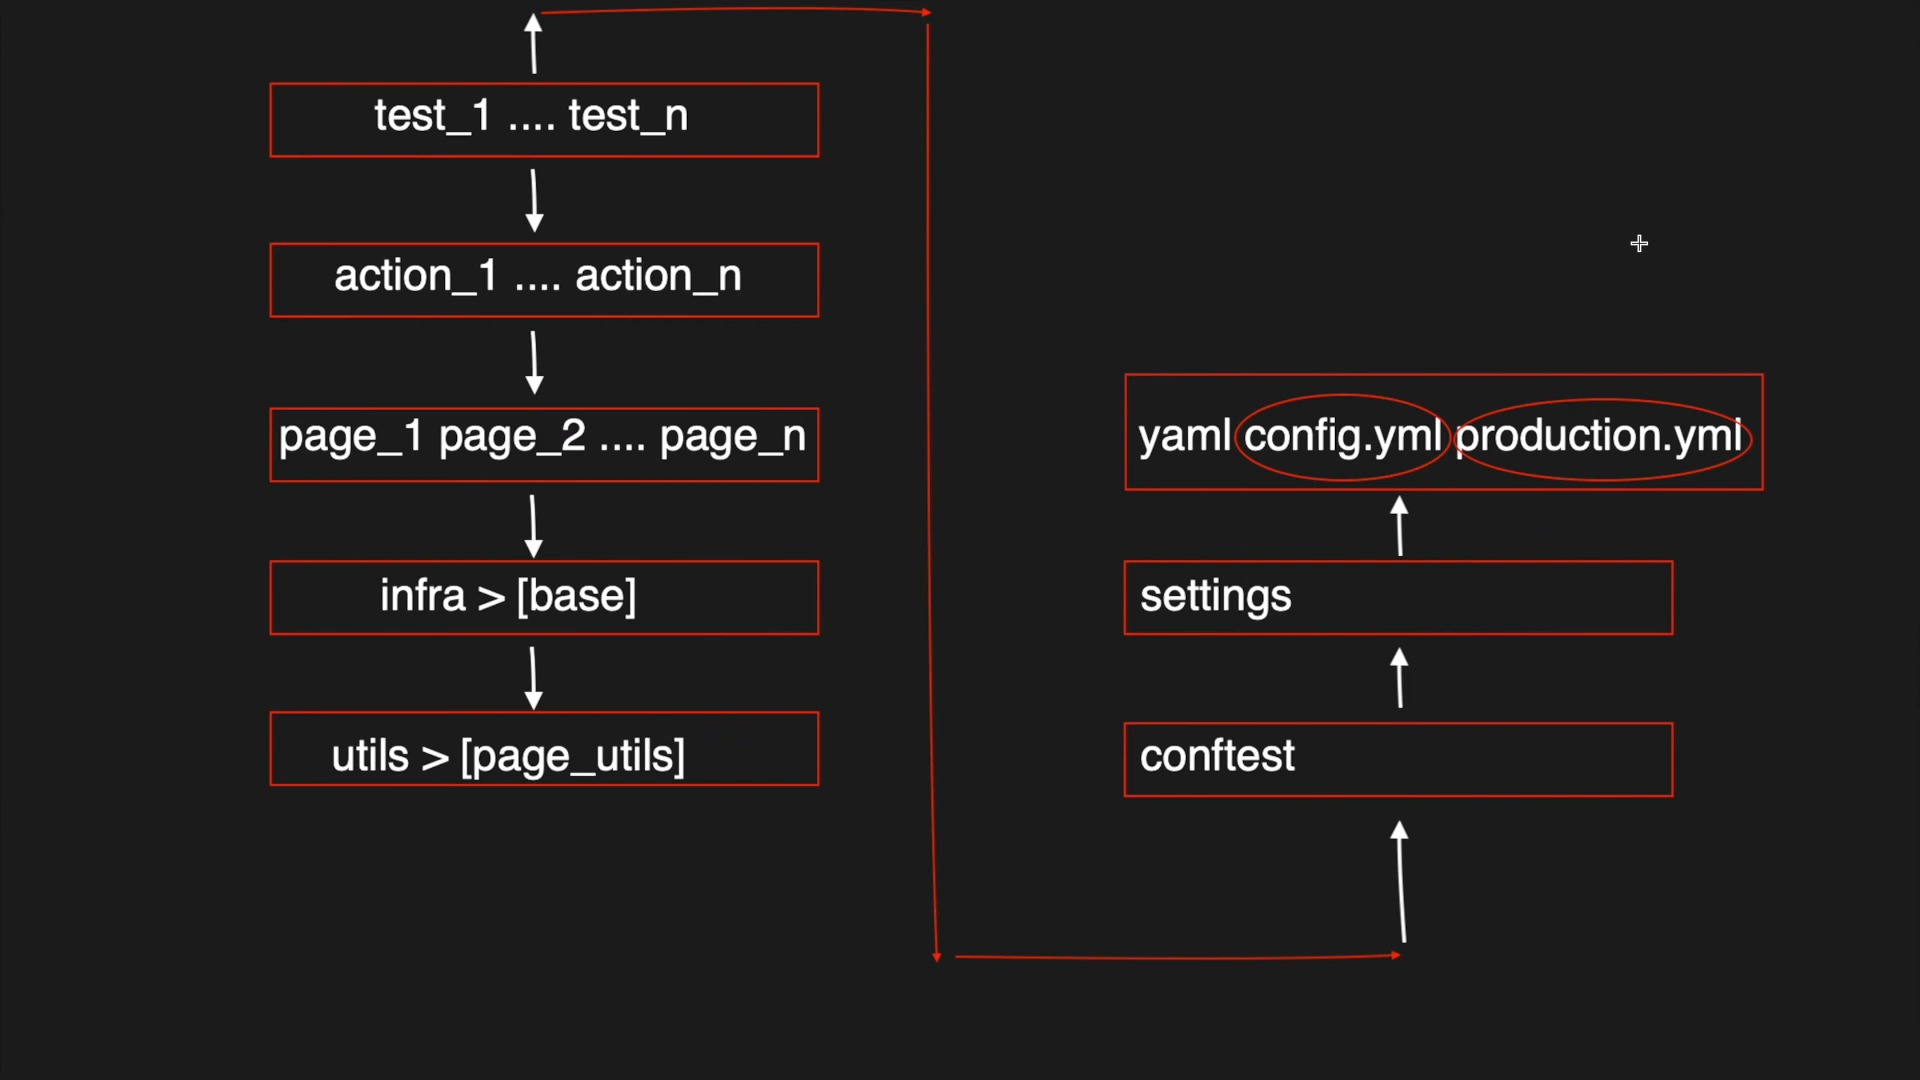 test_1 .... test_n
action_1 .... action_n
page_1 page_2 .... page_n
infra > [base]
utils > [page_utils]
yaml config.yml production.yml
settings
conftest